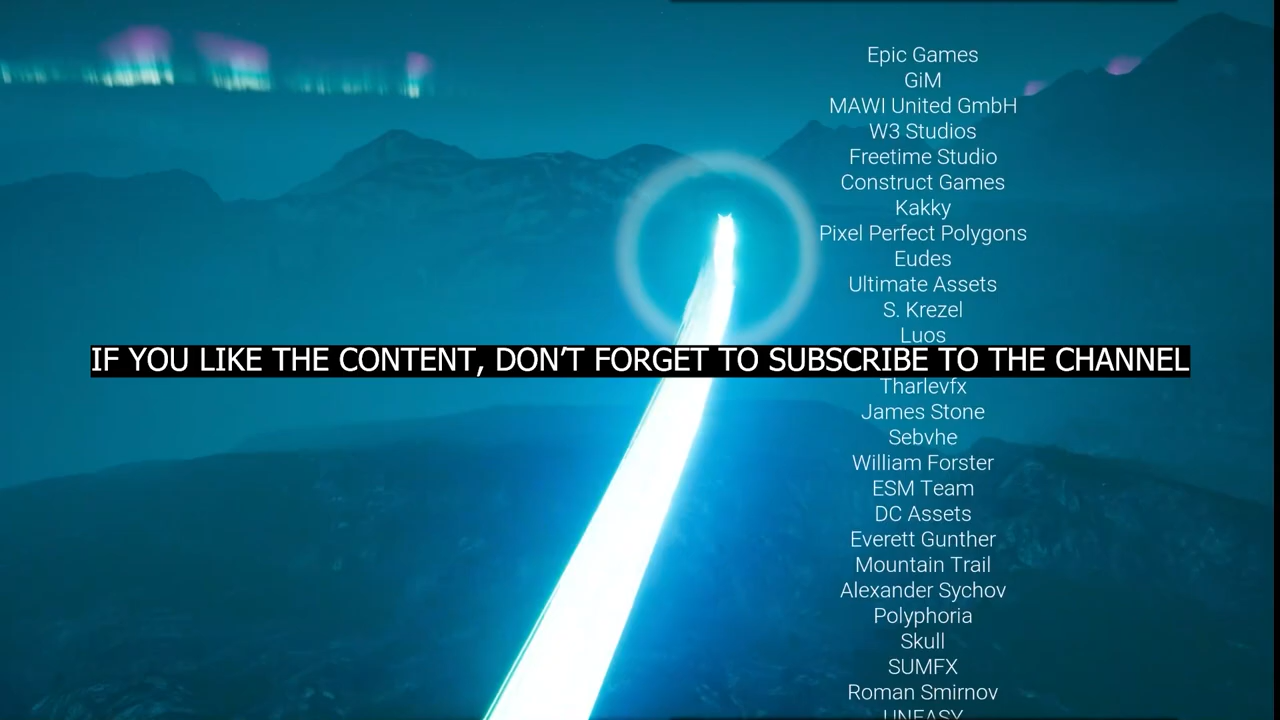 Epic Games
GiM
MAWI United GmbH
W3 Studios
Freetime Studio
Construct Games
Kakky
Pixel Perfect Polygons
Eudes
Ultimate Assets
S. Krezel
Luos
IF YOU LIKE THE CONTENT, DON'T FORGET TO SUBSCRIBE TO THE CHANNEL
Tharlevfx
James Stone
Sebvhe
William Forster
ESM Team
DC Assets
Everett Gunther
Mountain Trail
Alexander Sychov
Polyphoria
Skull
SUMFX
Roman Smirnov
UNEASY